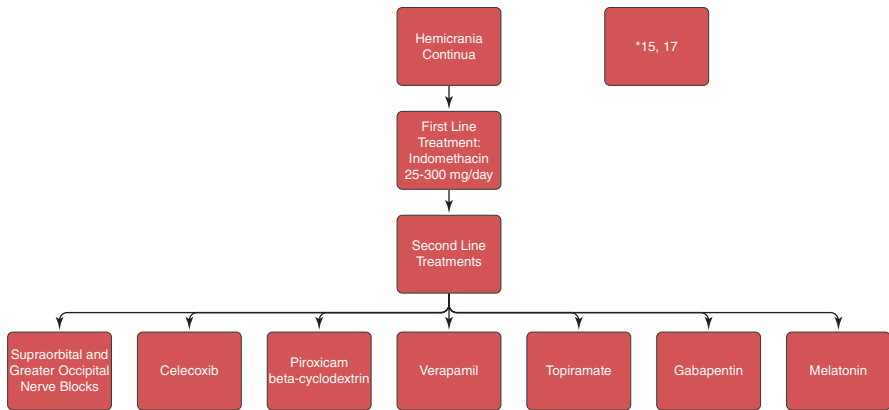 Hemicrania
Continua
*15, 17
First Line
Treatment:
Indomethacin
25-300 mg/day
Second Line
Treatments
Supraorbital and
Greater Occipital
Nerve Blocks
Celecoxib
Piroxicam
beta-cyclodextrin
Verapamil
Topiramate
Gabapentin
Melatonin